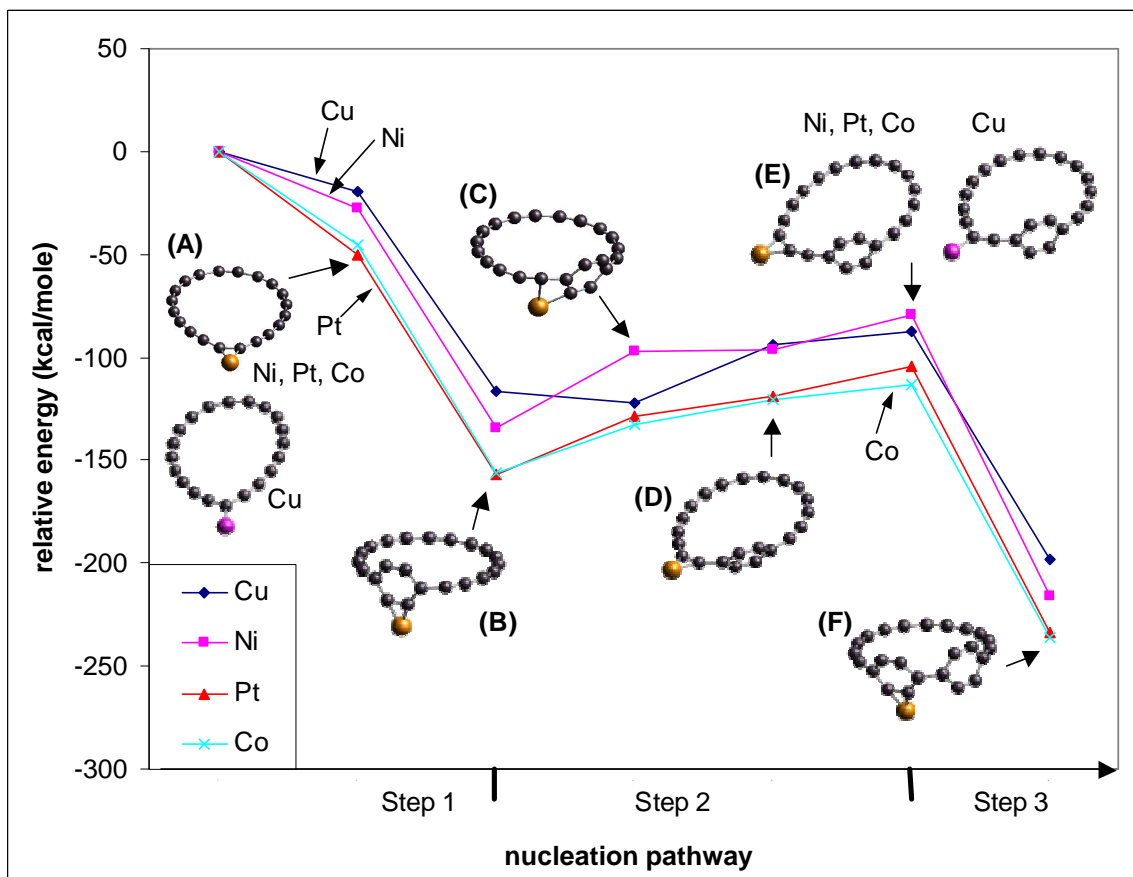 50
0
-50
-100
-150
-200
-250
-300
relative energy (kcal/mole)
Cu
Ni
(A)
Pt
Ni, Pt, Co
Cu
(B)
(C)
(D)
Ni, Pt, Co
Cu
(E)
Co
(F)
Cu
Ni
Pt
Co
Step 1
Step 2
Step 3
nucleation pathway